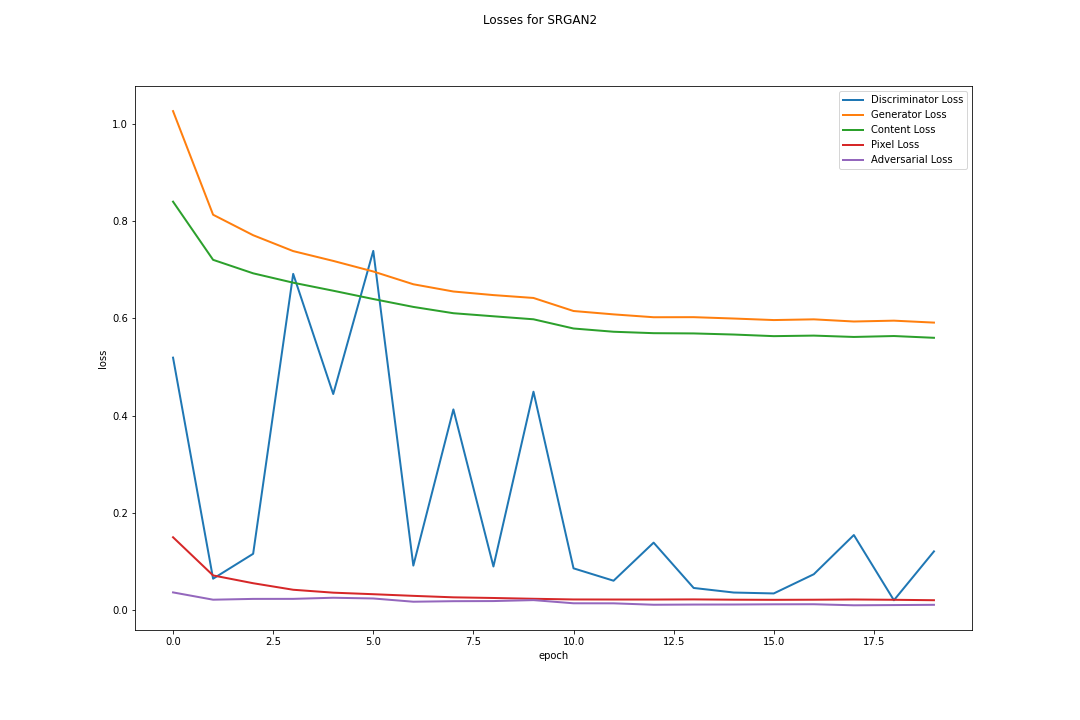 Losses for SRGAN2
Discriminator Loss
Generator Loss
Content Loss
Pixel Loss
Adversarial Loss
1.0
0.8
0.6
0.4
0.2
0.0
loss
0.0 2.5 5.0 7.5 10.0 12.5 15.0 17.5
epoch